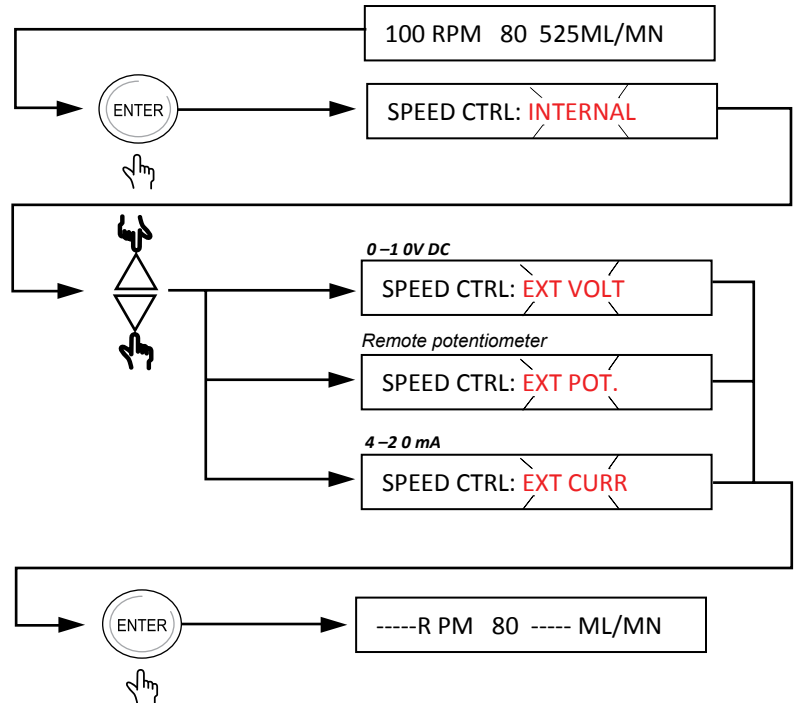 100 RPM 80 525ML/MN
ENTER
SPEED CTRL: INTERNAL
0 –1 0V DC
SPEED CTRL: EXT VOLT
Remote potentiometer
SPEED CTRL: EXT POT.
4 –2 0 mA
SPEED CTRL: EXT CURR
ENTER
-----R PM 80 ----- ML/MN